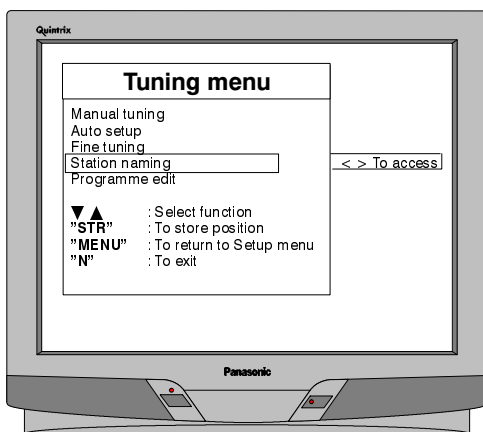 Quintrix
Tuning menu
Manual tuning
Auto setup
Fine tuning
Station naming < > To access
Programme edit
▼ ▲ : Select function
"STR" : To store position
"MENU" : To return to Setup menu
"N" : To exit
Panasonic